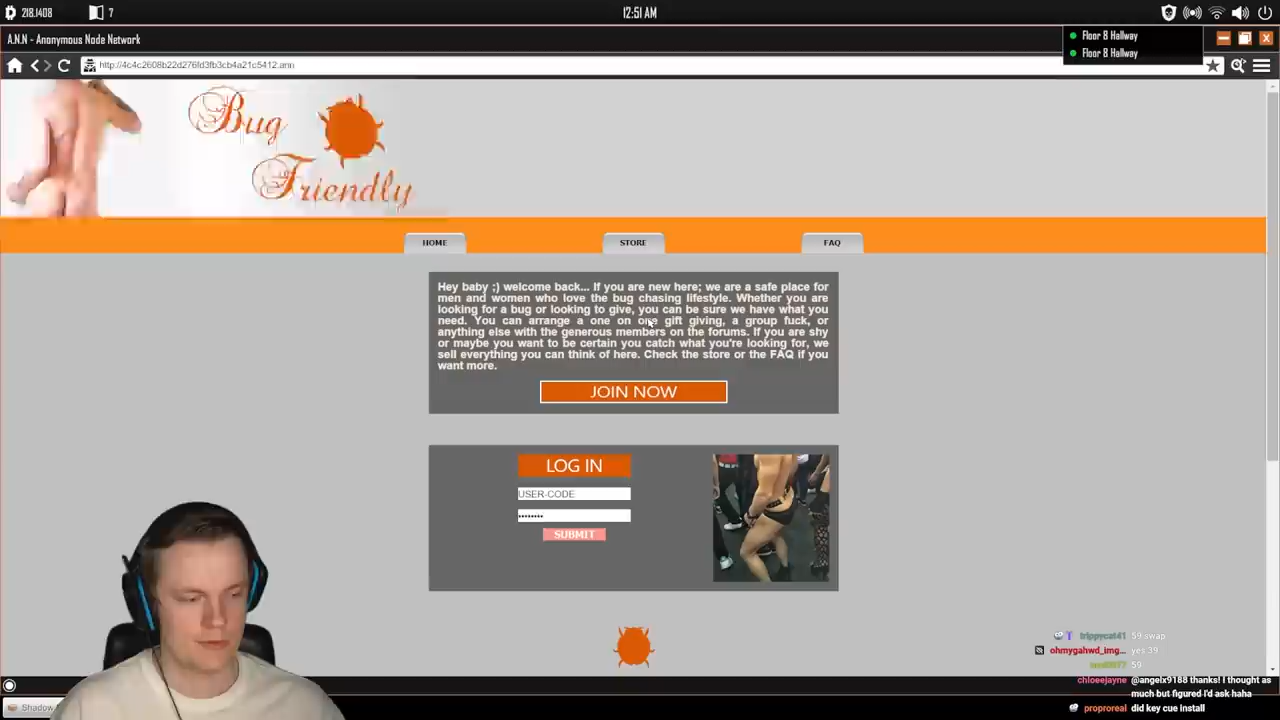 218.1408
7
12:51 AM
A.N.N - Anonymous Node Network
Floor 8 Hallway
Floor 8 Hallway
http://4c4c2608b22d276fd3fb3cb4a21c5412.ann
Bug
Friendly
HOME
STORE
FAQ
Hey baby ;) welcome back... If you are new here; we are a safe place for
men and women who love the bug chasing lifestyle. Whether you are
looking for a bug or looking to give, you can be sure we have what you
need. You can arrange a one on one gift giving, a group fuck, or
anything else with the generous members on the forums. If you are shy
or maybe you want to be certain you catch what you're looking for, we
sell everything you can think of here. Check the store or the FAQ if you
want more.
JOIN NOW
LOG IN
USER-CODE
••••••••
SUBMIT
trippycat41 59 swap
ohmygahwd_img... yes 39
59
chloeejayne @angelx9188 thanks! I thought as
much but figured I'd ask haha
proproreal did key cue install
Shadow